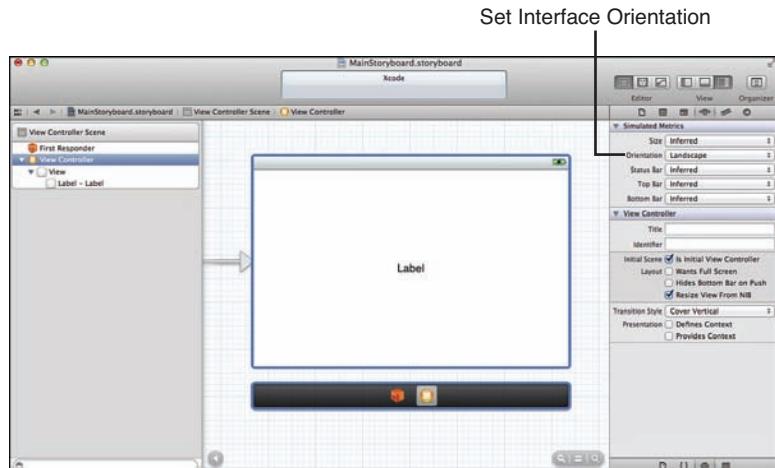 Set Interface Orientation
MainStoryboard.storyboard
Xcode
Editor View Organizer
MainStoryboard.storyboard View Controller Scene View Controller
View Controller Scene
First Responder
View Controller
View
Label - Label
Label
Simulated Metrics
Size Inferred
Orientation Landscape
Status Bar Inferred
Top Bar Inferred
Bottom Bar Inferred
View Controller
Title
Identifier
Initial Scene Is Initial View Controller
Layout Wants Full Screen
Hides Bottom Bar on Push
Resize View From NIB
Transition Style Cover Vertical
Presentation Defines Context
Provides Context